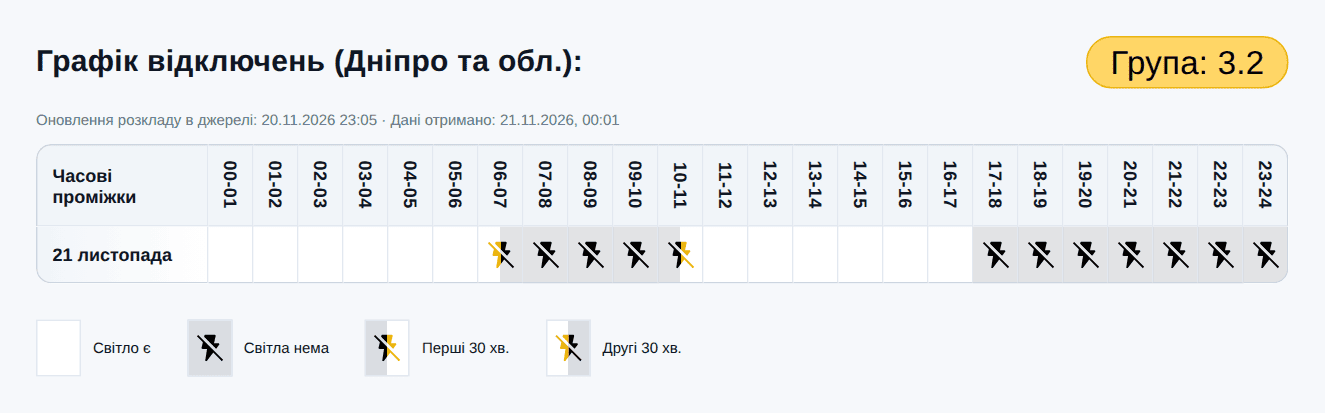 Графік відключень (Дніпро та обл.):
Група: 3.2
Оновлення розкладу в джерелі: 20.11.2026 23:05 · Дані отримано: 21.11.2026, 00:01
Часові
проміжки
00-01
01-02
02-03
03-04
04-05
05-06
06-07
07-08
08-09
09-10
10-11
11-12
12-13
13-14
14-15
15-16
16-17
17-18
18-19
19-20
20-21
21-22
22-23
23-24
21 листопада
Світло є
Світла нема
Перші 30 хв.
Другі 30 хв.